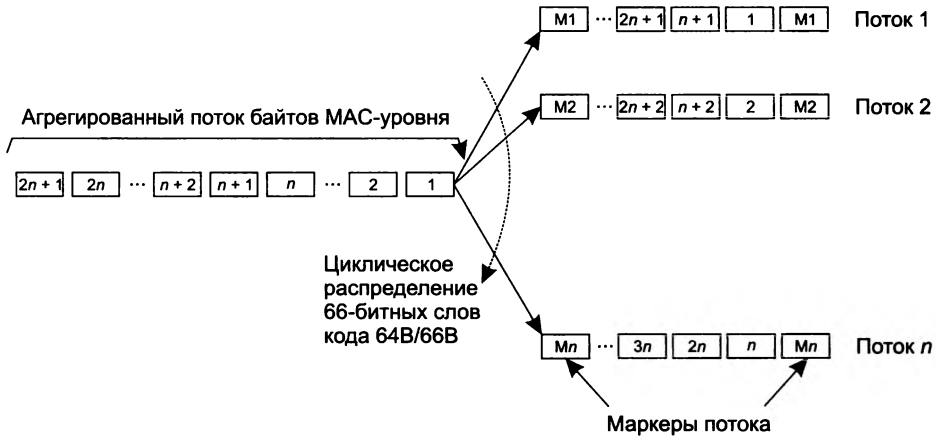 M1 ... 2n + 1 n + 1 1 M1 Поток 1
M2 ... 2n + 2 n + 2 2 M2 Поток 2
Агрегированный поток байтов MAC-уровня
2n + 1 2n ... n + 2 n + 1 n ... 2 1
Циклическое
распределение
66-битных слов
кода 64B/66B
Mn ... 3n 2n n Mn Поток n
Маркеры потока